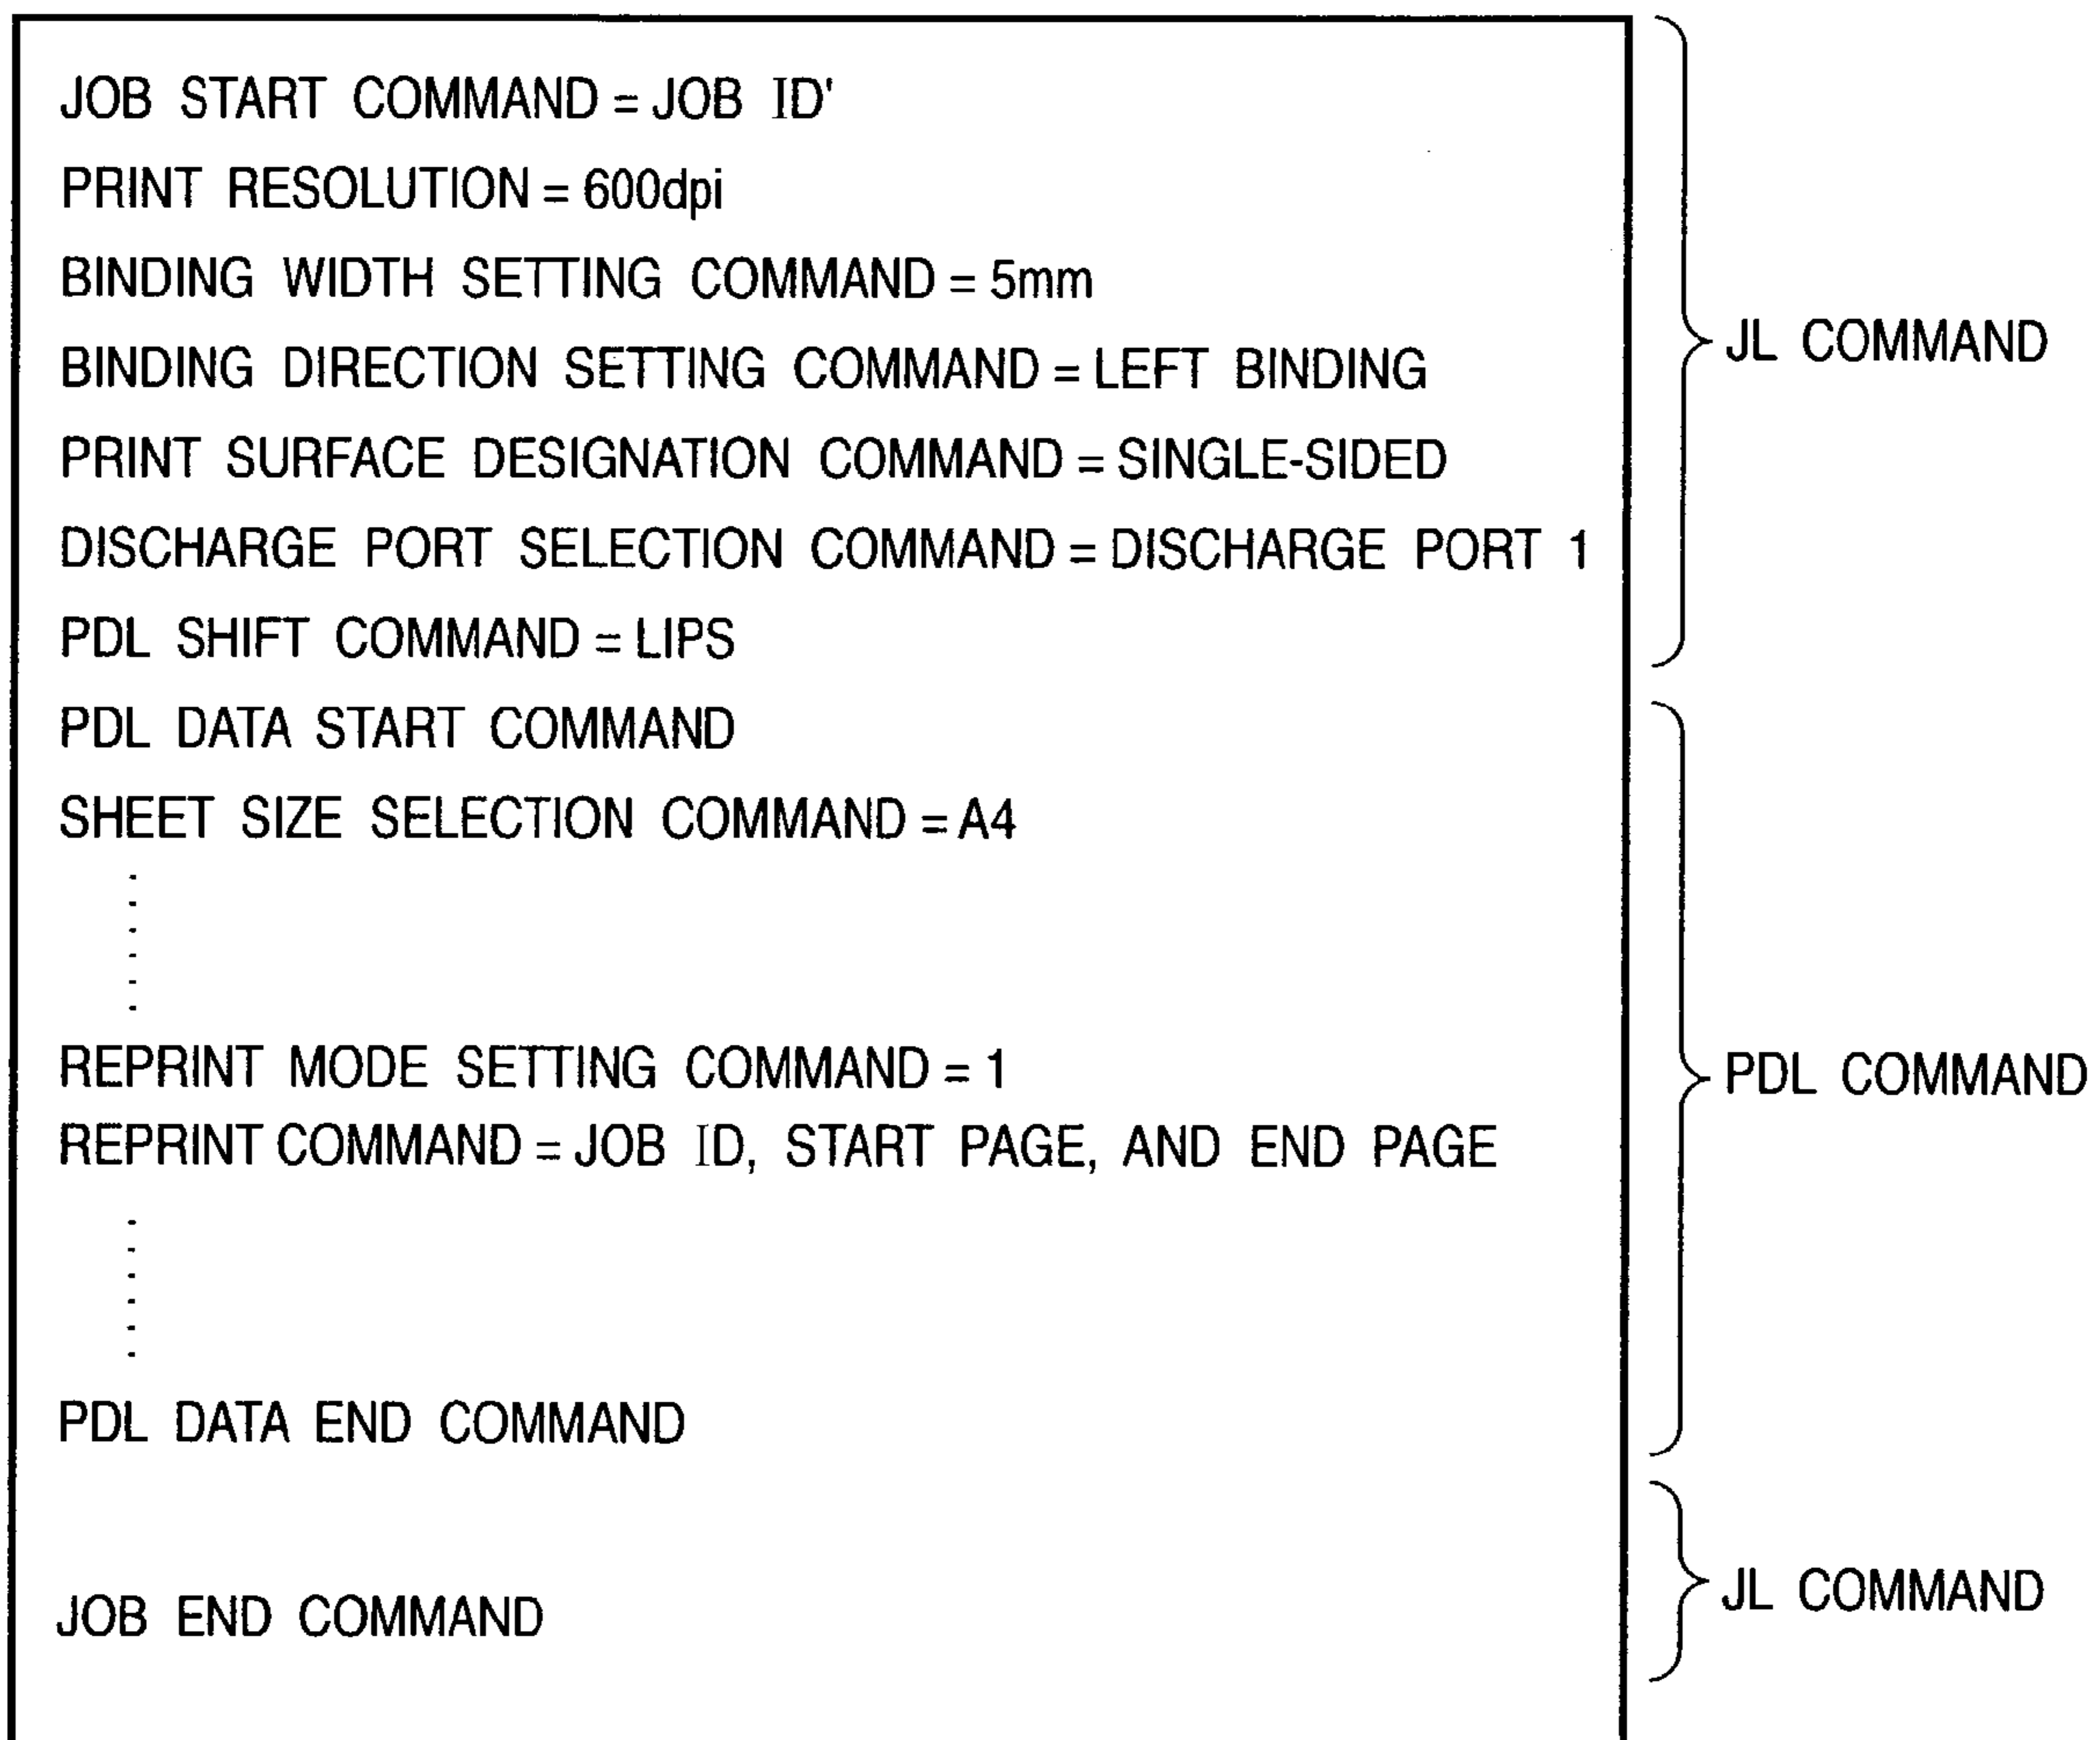 JOB START COMMAND = JOB ID'
PRINT RESOLUTION = 600dpi
BINDING WIDTH SETTING COMMAND = 5mm
BINDING DIRECTION SETTING COMMAND = LEFT BINDING
PRINT SURFACE DESIGNATION COMMAND = SINGLE-SIDED
DISCHARGE PORT SELECTION COMMAND = DISCHARGE PORT 1
PDL SHIFT COMMAND = LIPS
JL COMMAND
PDL DATA START COMMAND
SHEET SIZE SELECTION COMMAND = A4
REPRINT MODE SETTING COMMAND = 1
REPRINT COMMAND = JOB ID, START PAGE, AND END PAGE
PDL DATA END COMMAND
PDL COMMAND
JOB END COMMAND
JL COMMAND